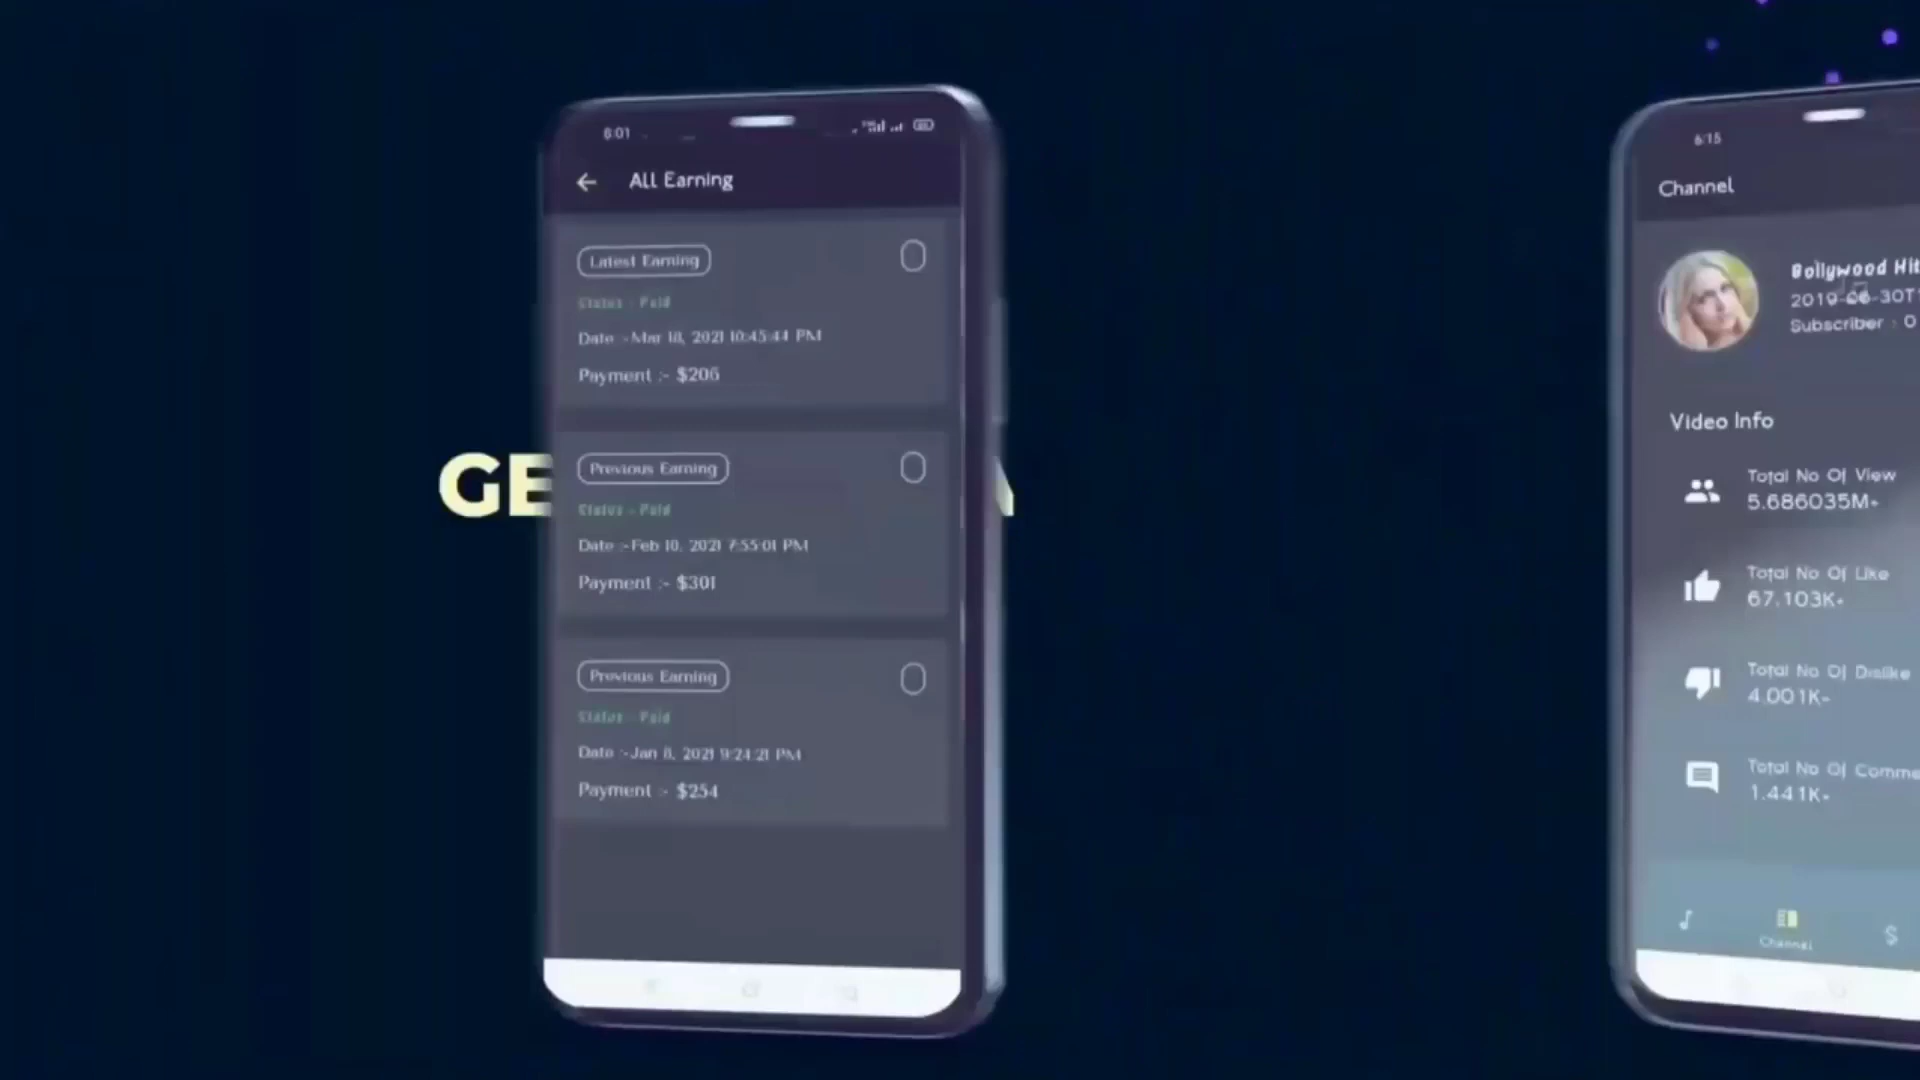 6:01
ALL Earning
Latest Earning
Status - Paid
Date :-Mar 18, 2021 10:45:44 PM
Payment :- $206
Previous Earning
Status - Paid
Date :-Feb 10, 2021 7:55:01 PM
Payment :- $301
Previous Earning
Status - Paid
Date :-Jan 8, 2021 9:24:21 PM
Payment :- $254
GE
6:15
Channel
Bollywood Hit
2019-06-30T
Subscriber : 0
Video Info
Total No Of View
5.686035M+
Total No Of Like
67.103K+
Total No Of Dislike
4.001K+
Total No Of Comme
1.441K+
Channel